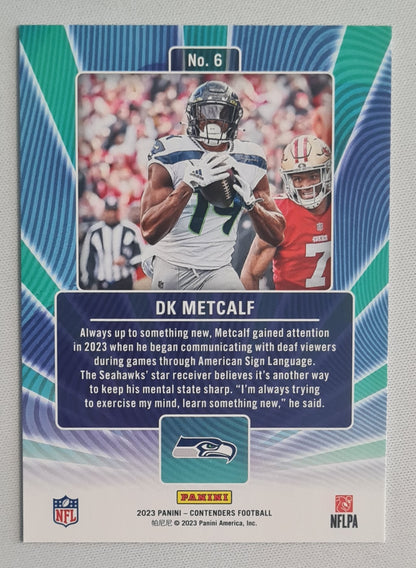 No. 6
14
7
DK METCALF
Always up to something new, Metcalf gained attention
in 2023 when he began communicating with deaf viewers
during games through American Sign Language.
The Seahawks' star receiver believes it's another way
to keep his mental state sharp. “I'm always trying
to exercise my mind, learn something new,” he said.
NFL
PANINI
2023 PANINI – CONTENDERS FOOTBALL
帕尼尼 © 2023 Panini America, Inc.
NFLPA